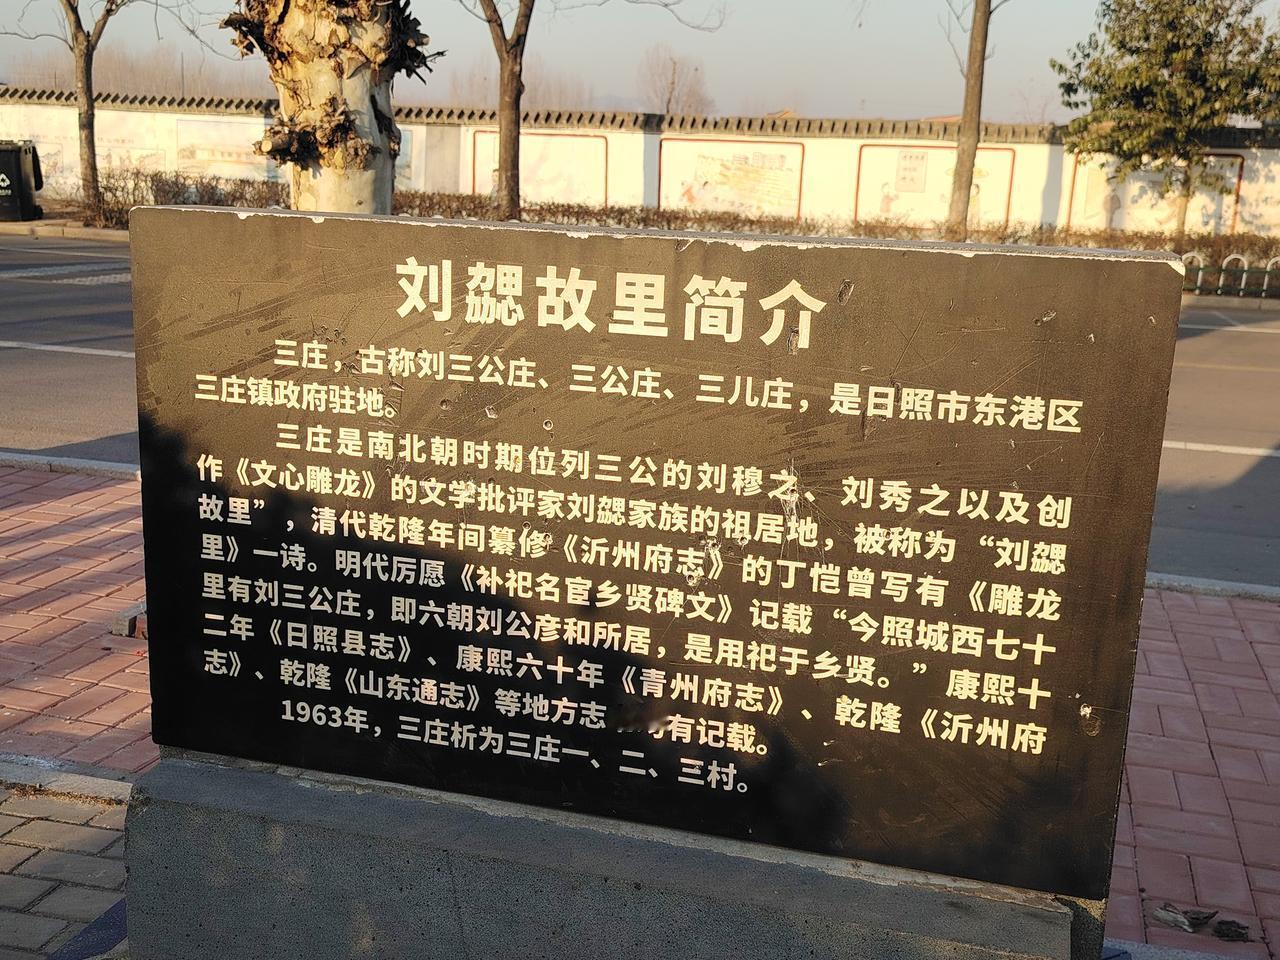 刘勰故里简介
三庄，古称刘三公庄、三公庄、三儿庄，是日照市东港区
三庄镇政府驻地。
三庄是南北朝时期位列三公的刘穆之、刘秀之以及创
作《文心雕龙》的文学批评家刘勰家族的祖居地，被称为“刘勰
故里”，清代乾隆年间纂修《沂州府志》的丁恺曾写有《雕龙
里》一诗。明代厉愿《补祀名宦乡贤碑文》记载“今照城西七十
里有刘三公庄，即六朝刘公彦和所居，是用祀于乡贤。”康熙十
二年《日照县志》、康熙六十年《青州府志》、乾隆《沂州府
志》、乾隆《山东通志》等地方志有记载。
1963年，三庄析为三庄一、二、三村。